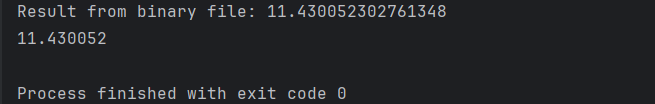 Result from binary file: 11.430052302761348
11.430052
Process finished with exit code 0